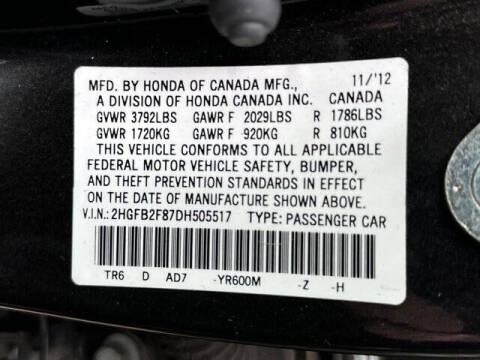 MFD. BY HONDA OF CANADA MFG., 11/'12
A DIVISION OF HONDA CANADA INC. CANADA
GVWR 3792LBS GAWR F 2029LBS R 1786LBS
GVWR 1720KG GAWR F 920KG R 810KG
THIS VEHICLE CONFORMS TO ALL APPLICABLE
FEDERAL MOTOR VEHICLE SAFETY, BUMPER,
AND THEFT PREVENTION STANDARDS IN EFFECT
ON THE DATE OF MANUFACTURE SHOWN ABOVE.
V.I.N.: 2HGFB2F87DH505517 TYPE: PASSENGER CAR
TR6 D AD7 -YR600M -Z -H